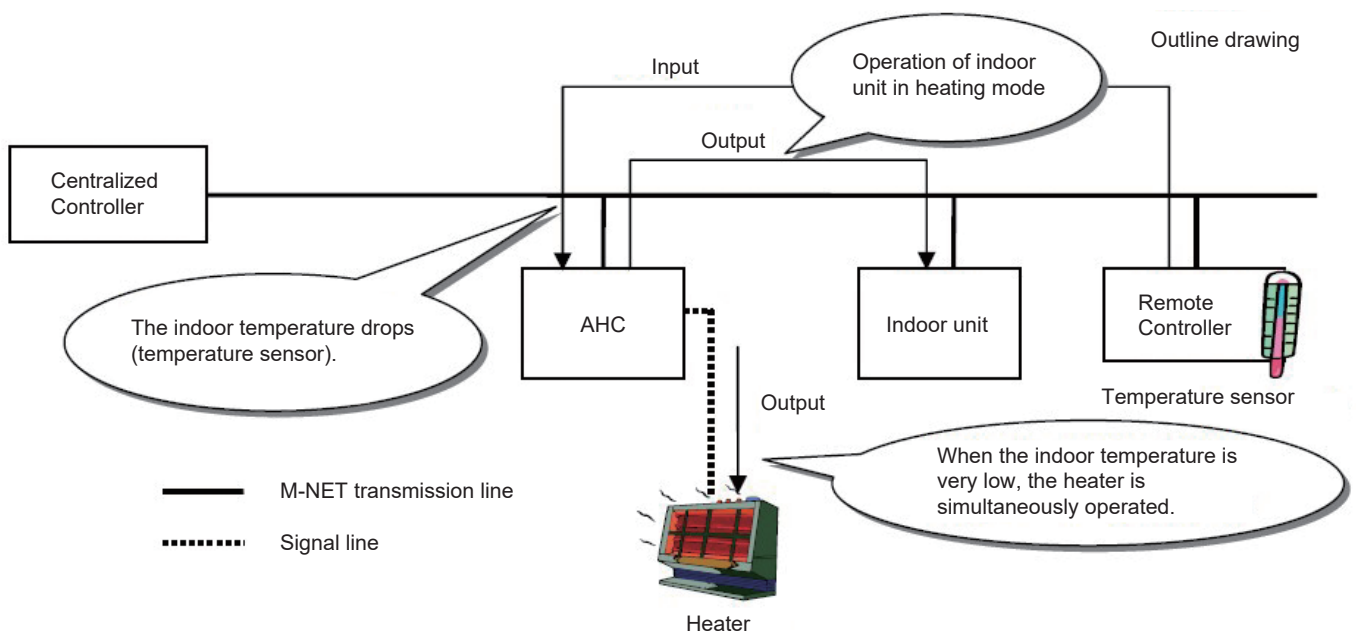 Outline drawing
Input
Operation of indoor
unit in heating mode
Output
Centralized
Controller
The indoor temperature drops
(temperature sensor).
AHC
Indoor unit
Remote
Controller
Temperature sensor
Output
When the indoor temperature is
very low, the heater is
simultaneously operated.
M-NET transmission line
Signal line
Heater